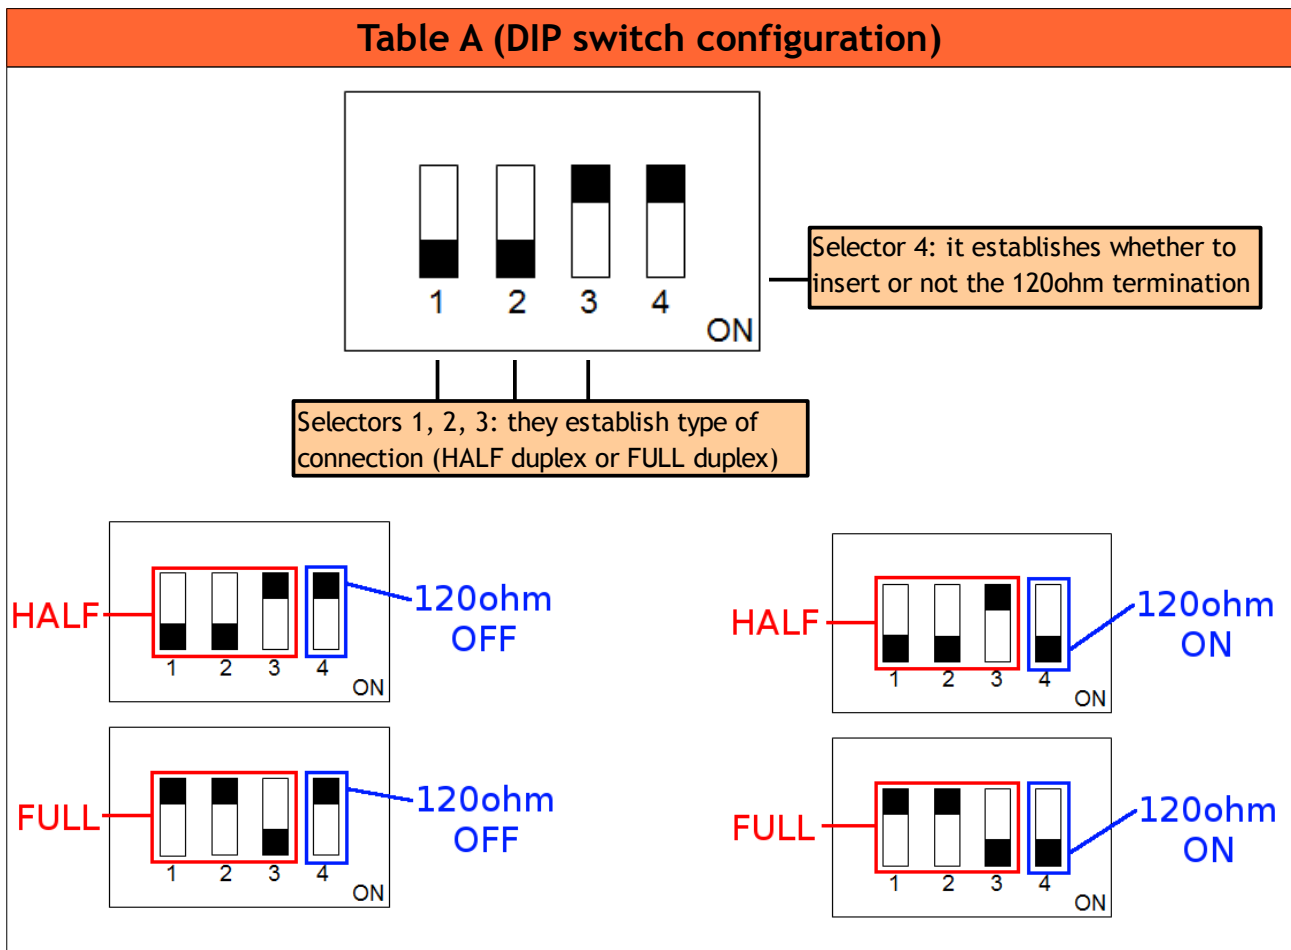 Table A (DIP switch configuration)
1 2 3 4
ON
Selector 4: it establishes whether to
insert or not the 120ohm termination
Selectors 1, 2, 3: they establish type of
connection (HALF duplex or FULL duplex)
HALF
1 2 3 4
ON
120ohm
OFF
HALF
1 2 3 4
ON
120ohm
ON
FULL
1 2 3 4
ON
120ohm
OFF
FULL
1 2 3 4
ON
120ohm
ON